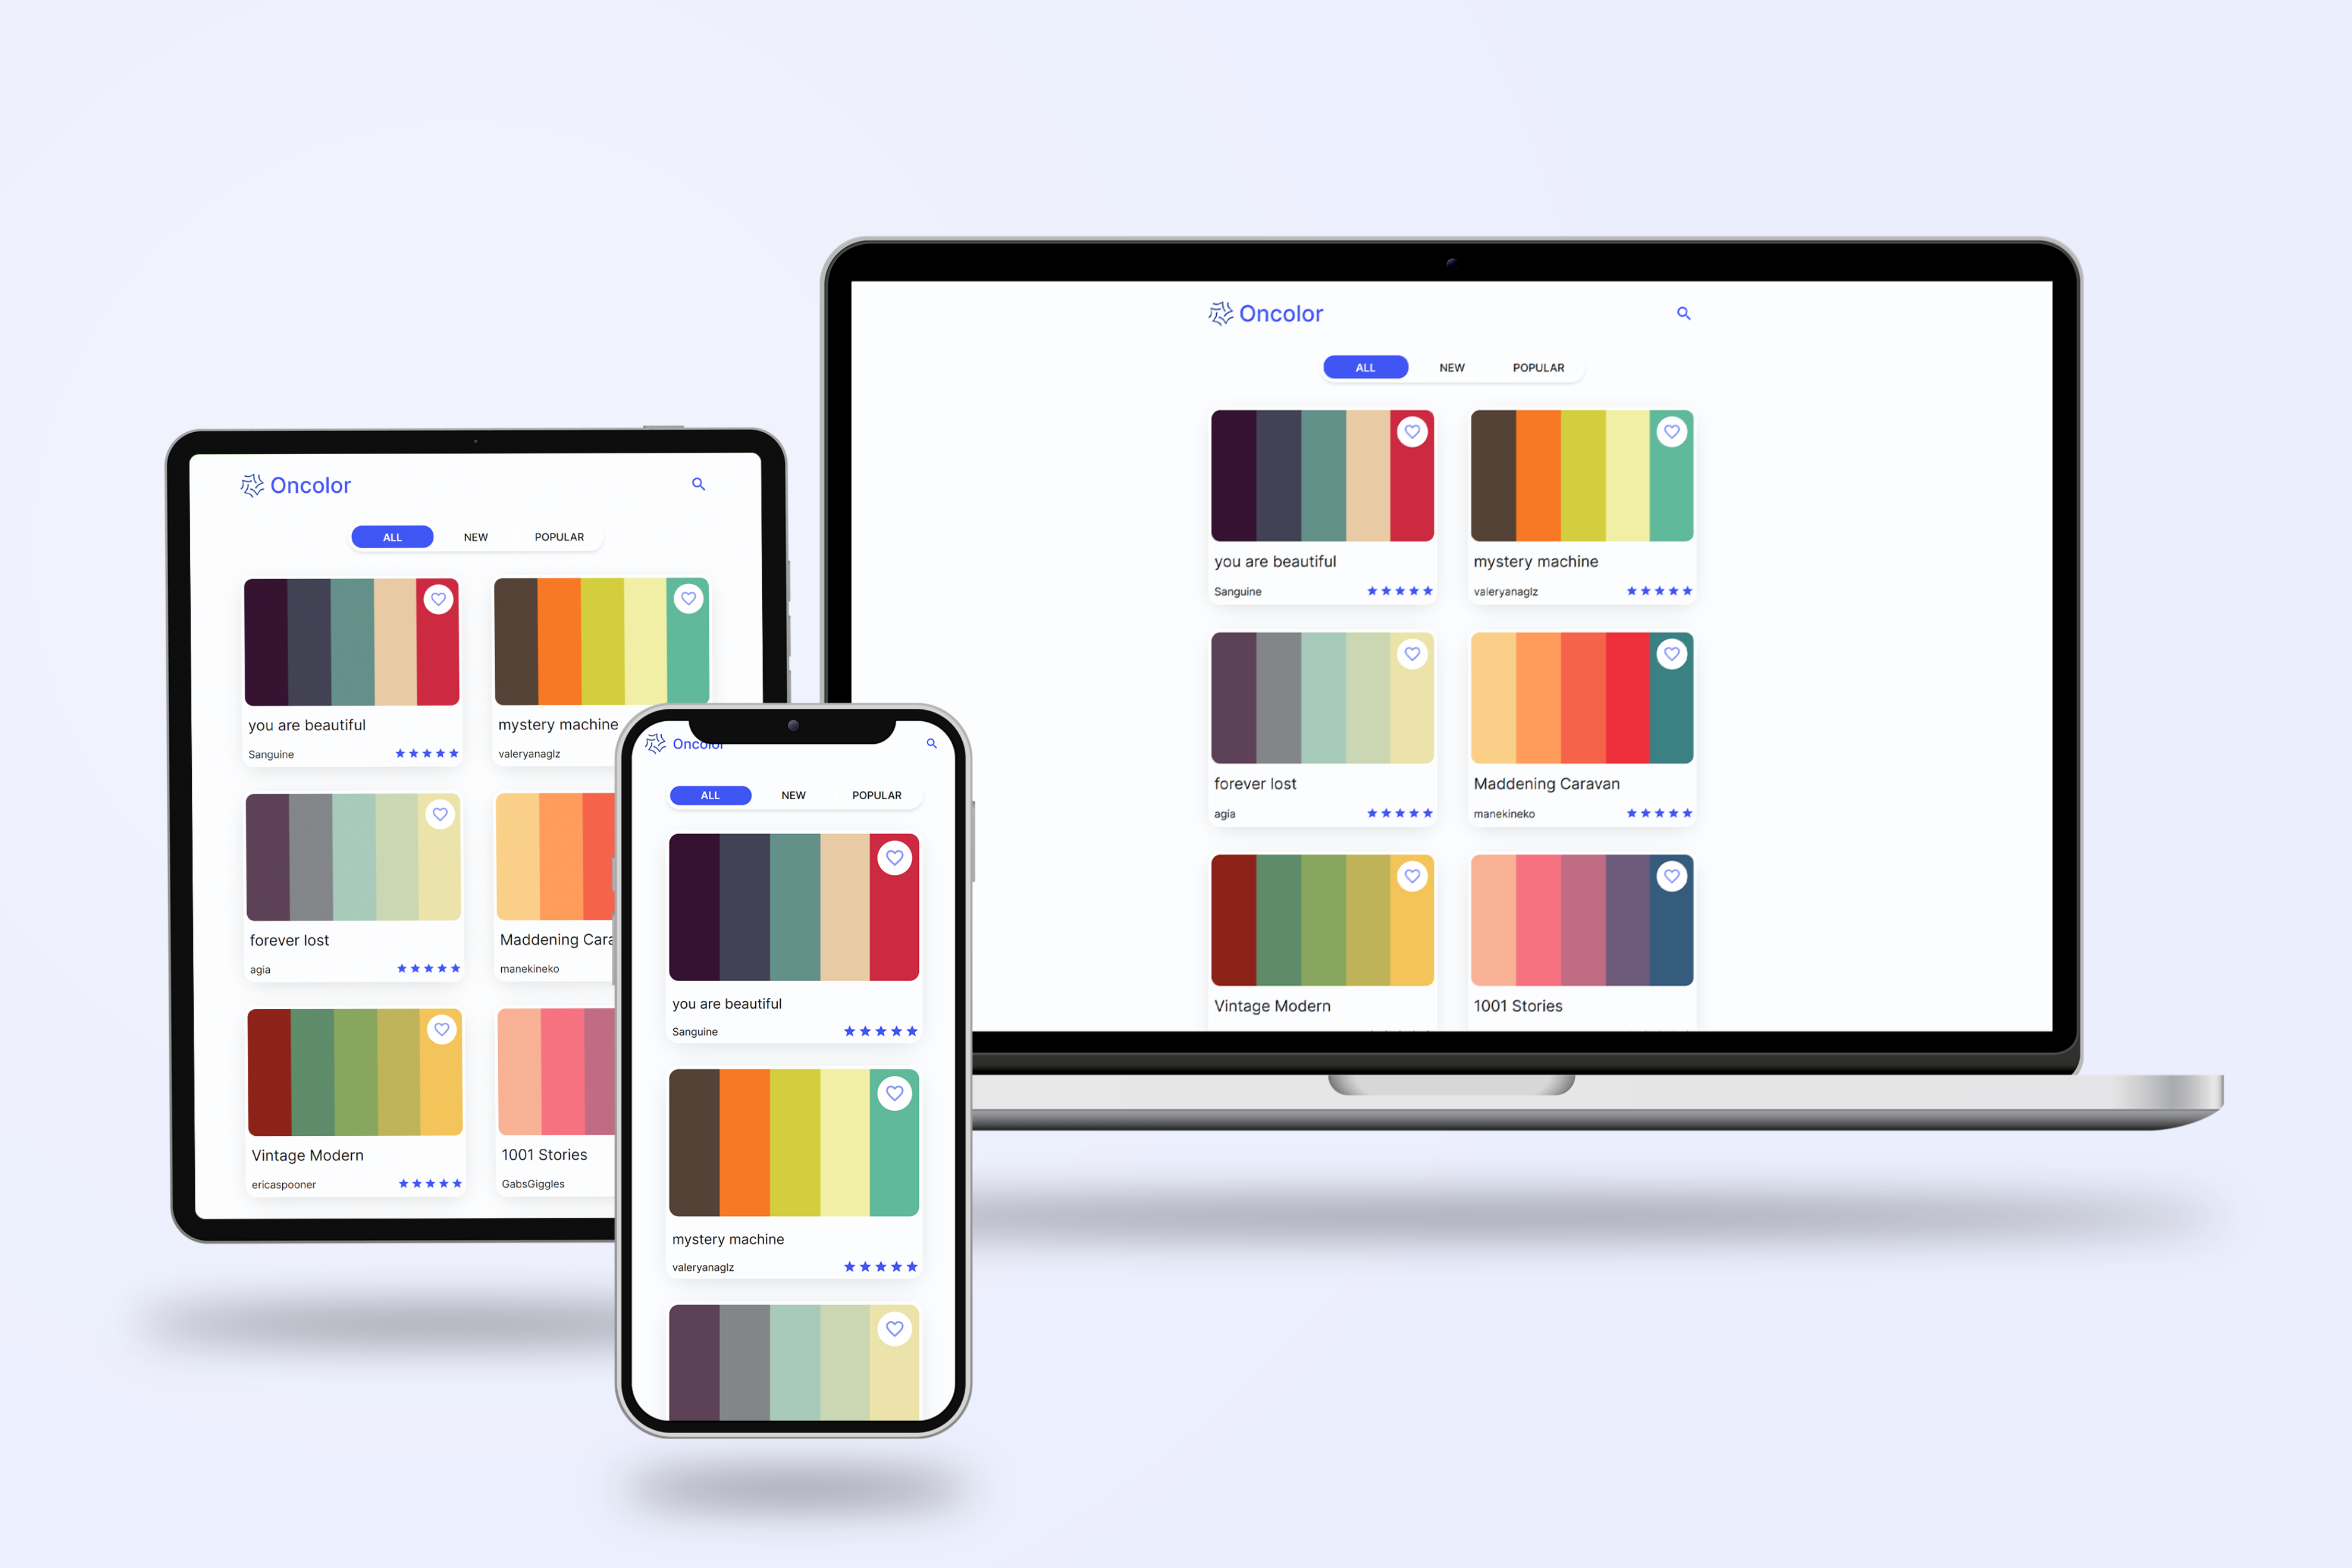 Oncolor
ALL NEW POPULAR
you are beautiful
Sanguine
mystery machine
valeryanaglz
forever lost
agia
Maddening Cara
manekineko
Vintage Modern
ericaspooner
1001 Stories
GabsGiggles
Oncolor
ALL NEW POPULAR
you are beautiful
Sanguine
mystery machine
valeryanaglz
Oncolor
ALL NEW POPULAR
you are beautiful
Sanguine
mystery machine
valeryanaglz
forever lost
agia
Maddening Caravan
manekineko
Vintage Modern
1001 Stories